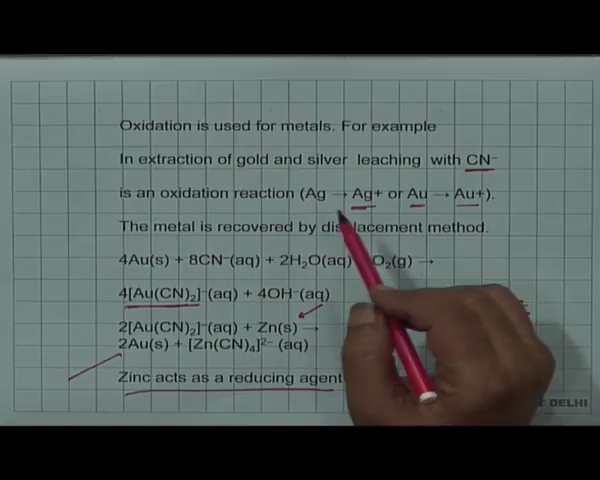 Oxidation is used for metals. For example
In extraction of gold and silver leaching with CN⁻
is an oxidation reaction (Ag → Ag+ or Au → Au+).
The metal is recovered by displacement method.
4Au(s) + 8CN⁻(aq) + 2H₂O(aq) O₂(g) →
4[Au(CN)₂]⁻(aq) + 4OH⁻(aq)
2[Au(CN)₂]⁻(aq) + Zn(s) →
2Au(s) + [Zn(CN)₄]²⁻ (aq)
Zinc acts as a reducing agent
DELHI